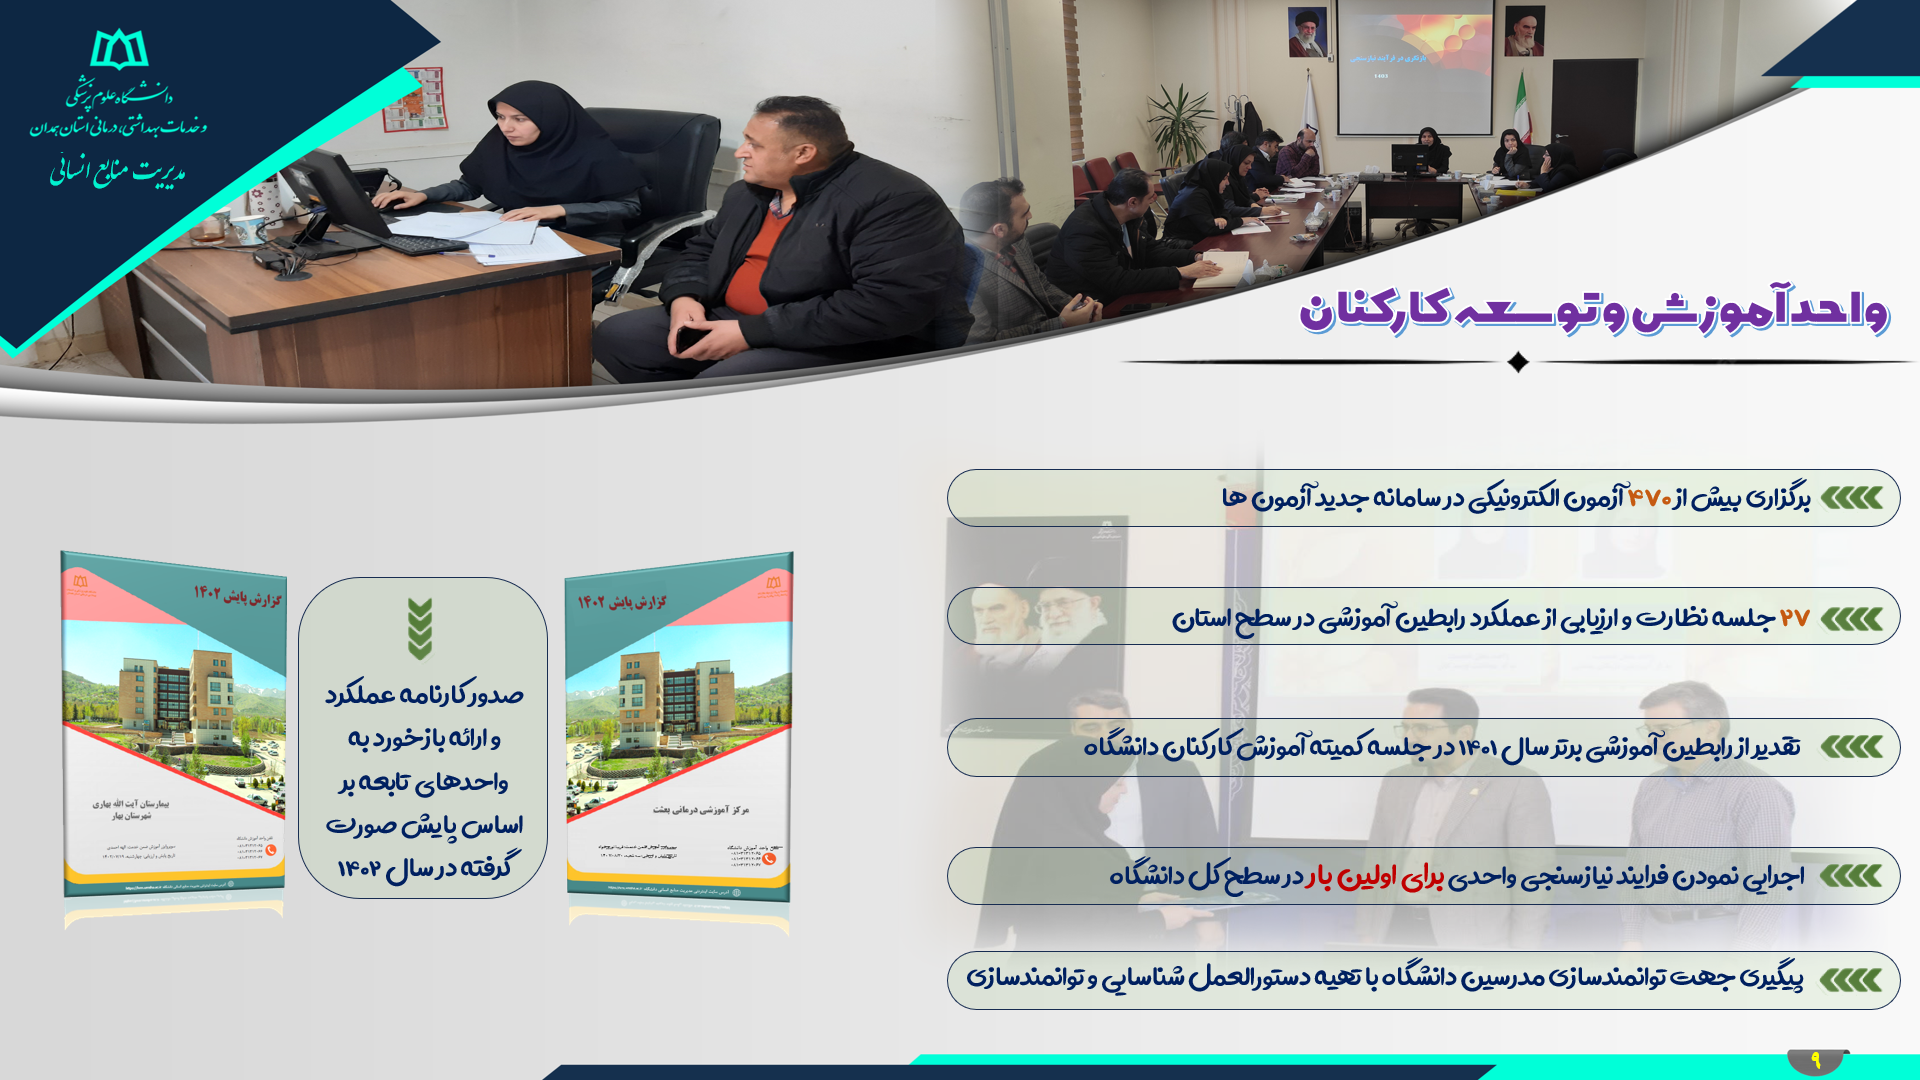 دانشگاه علوم پزشکی
و خدمات بهداشتی، درمانی استان همدان
مدیریت منابع انسانی
بازنگری در فرآیند نیازسنجی
1403
واحد آموزش و توسعه کارکنان
برگزاری بیش از ۴۷۰ آزمون الکترونیکی در سامانه جدید آزمون ها
۲۷ جلسه نظارت و ارزیابی از عملکرد رابطین آموزشی در سطح استان
تقدیر از رابطین آموزشی برتر سال ۱۴۰۱ در جلسه کمیته آموزش کارکنان دانشگاه
اجرایی نمودن فرایند نیازسنجی واحدی برای اولین بار در سطح کل دانشگاه
پیگیری جهت توانمندسازی مدرسین دانشگاه با تهیه دستورالعمل شناسایی و توانمندسازی
گزارش پایش ۱۴۰۲
مرکز آموزشی درمانی بعثت
صدور کارنامه عملکرد
و ارائه بازخورد به
واحدهای تابعه بر
اساس پایش صورت
گرفته در سال ۱۴۰۲
گزارش پایش ۱۴۰۲
بیمارستان آیت الله بهاری
شهرستان بهار
۹